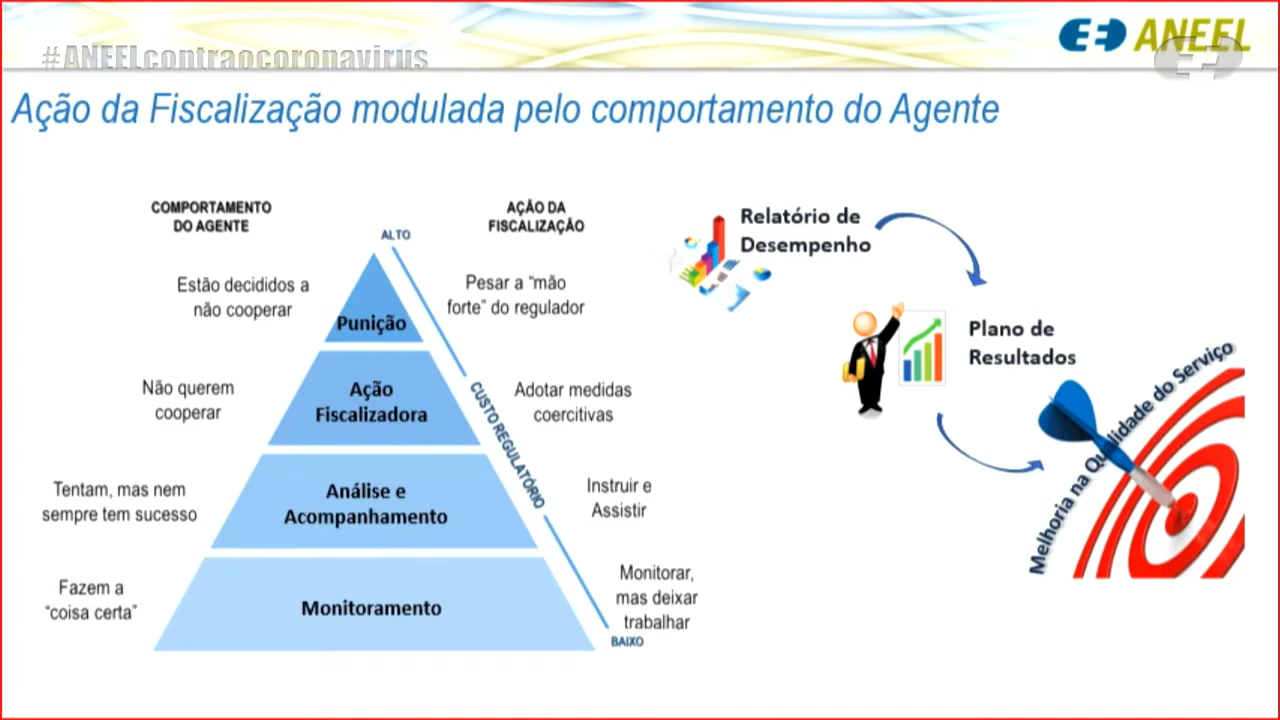 #ANEELcontraocoronavirus
ANEEL
Ação da Fiscalização modulada pelo comportamento do Agente
COMPORTAMENTO
DO AGENTE
AÇÃO DA
FISCALIZAÇÃO
ALTO
Estão decididos a
não cooperar
Punição
Pesar a “mão
forte” do regulador
Não querem
cooperar
Ação
Fiscalizadora
Adotar medidas
coercitivas
CUSTO REGULATÓRIO
Tentam, mas nem
sempre tem sucesso
Análise e
Acompanhamento
Instruir e
Assistir
Fazem a
“coisa certa”
Monitoramento
Monitorar,
mas deixar
trabalhar
BAIXO
Relatório de
Desempenho
Plano de
Resultados
Melhoria na Qualidade do Serviço